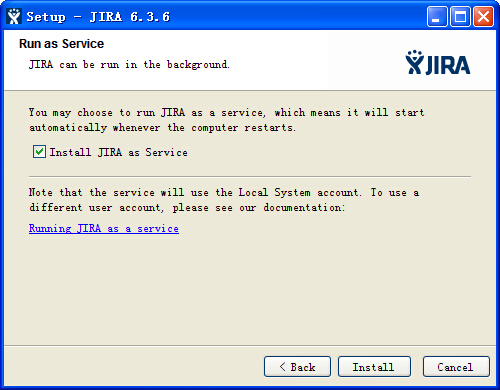 Setup - JIRA 6.3.6
Run as Service
JIRA can be run in the background.
JIRA
You may choose to run JIRA as a service, which means it will start
automatically whenever the computer restarts.
Install JIRA as Service
Note that the service will use the Local System account. To use a
different user account, please see our documentation:
Running JIRA as a service
< Back
Install
Cancel